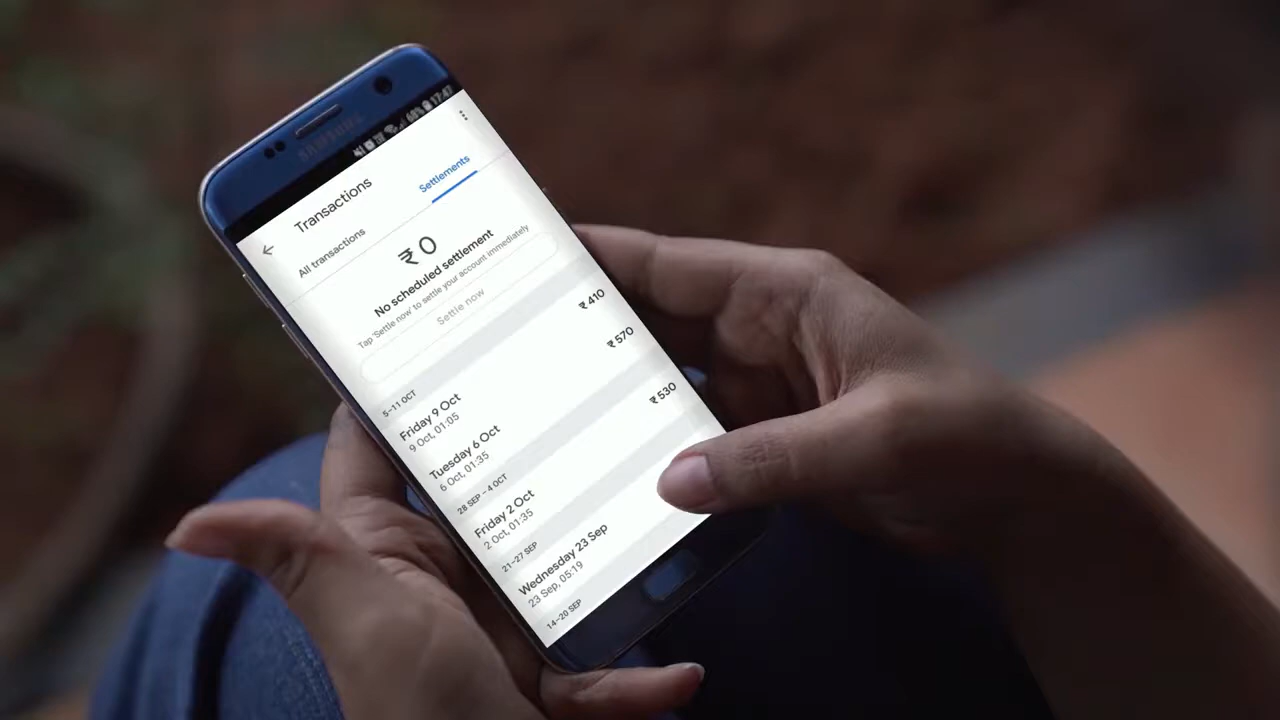 SAMSUNG
68% 17:47
Transactions
All transactions
Settlements
₹ 0
No scheduled settlement
Tap 'Settle now' to settle your account immediately
Settle now
5–11 OCT
Friday 9 Oct
₹ 410
9 Oct, 01:05
Tuesday 6 Oct
₹ 570
6 Oct, 01:35
28 SEP – 4 OCT
Friday 2 Oct
₹ 530
2 Oct, 01:35
21–27 SEP
Wednesday 23 Sep
23 Sep, 05:19
14–20 SEP